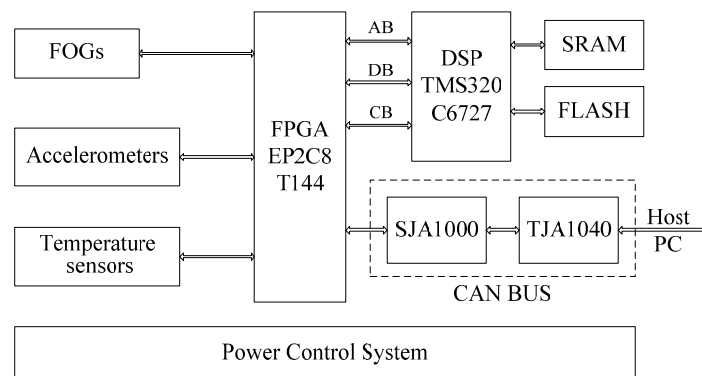 FOGs
Accelerometers
Temperature
sensors
FPGA
EP2C8
T144
AB
DB
CB
DSP
TMS320
C6727
SRAM
FLASH
SJA1000
TJA1040
Host
PC
CAN BUS
Power Control System